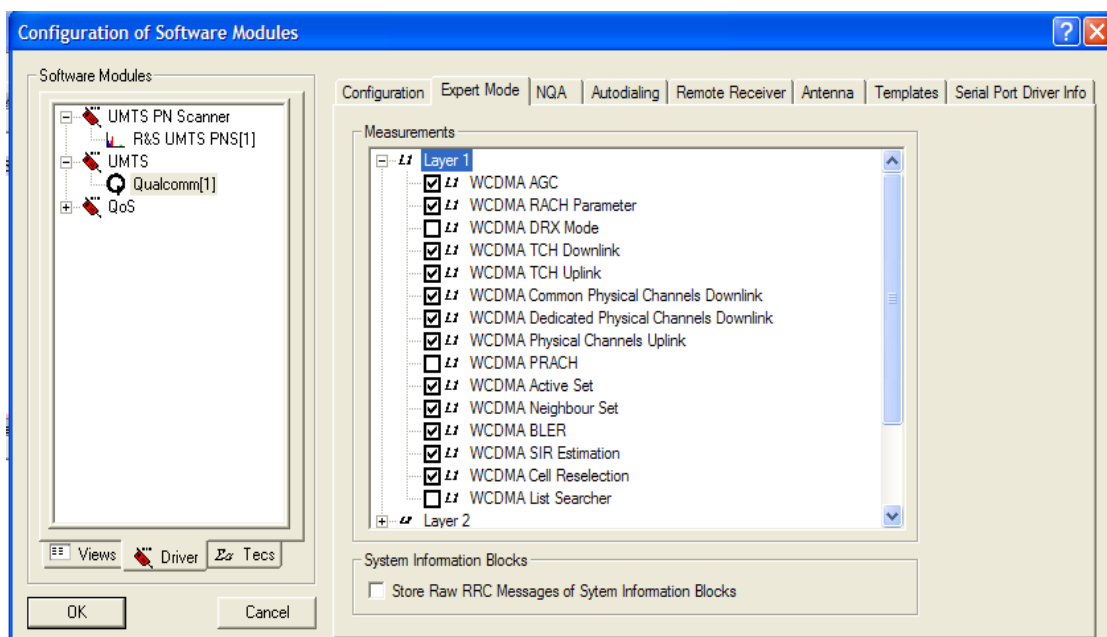 Configuration of Software Modules
Software Modules
UMTS PN Scanner
R&S UMTS PNS[1]
UMTS
Qualcomm[1]
QoS
Views
Driver
Tecs
OK
Cancel
Configuration
Expert Mode
NQA
Autodialing
Remote Receiver
Antenna
Templates
Serial Port Driver Info
Measurements
L1 Layer 1
L1 WCDMA AGC
L1 WCDMA RACH Parameter
L1 WCDMA DRX Mode
L1 WCDMA TCH Downlink
L1 WCDMA TCH Uplink
L1 WCDMA Common Physical Channels Downlink
L1 WCDMA Dedicated Physical Channels Downlink
L1 WCDMA Physical Channels Uplink
L1 WCDMA PRACH
L1 WCDMA Active Set
L1 WCDMA Neighbour Set
L1 WCDMA BLER
L1 WCDMA SIR Estimation
L1 WCDMA Cell Reselection
L1 WCDMA List Searcher
L2 Layer 2
System Information Blocks
Store Raw RRC Messages of Sytem Information Blocks